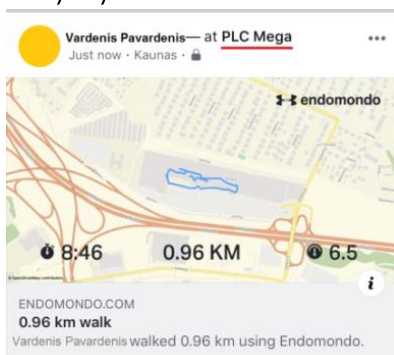 Vardenis Pavardenis— at PLC Mega
Just now · Kaunas ·
endomondo
8:46 0.96 KM 6.5
ENDOMONDO.COM
0.96 km walk
Vardenis Pavardenis walked 0.96 km using Endomondo.